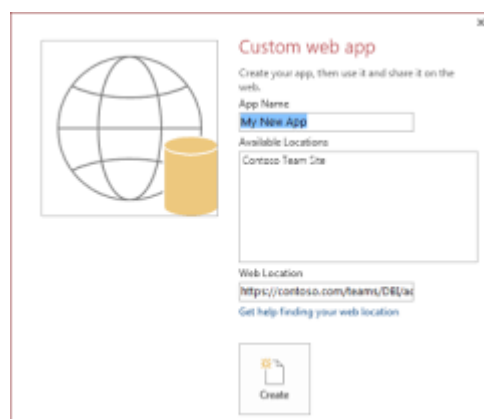 Custom web app
Create your app, then use it and share it on the
web.
App Name
My New App
Available Locations
Contoso Team Site
Web Location
https://contoso.com/teams/DBI/ac
Get help finding your web location
Create